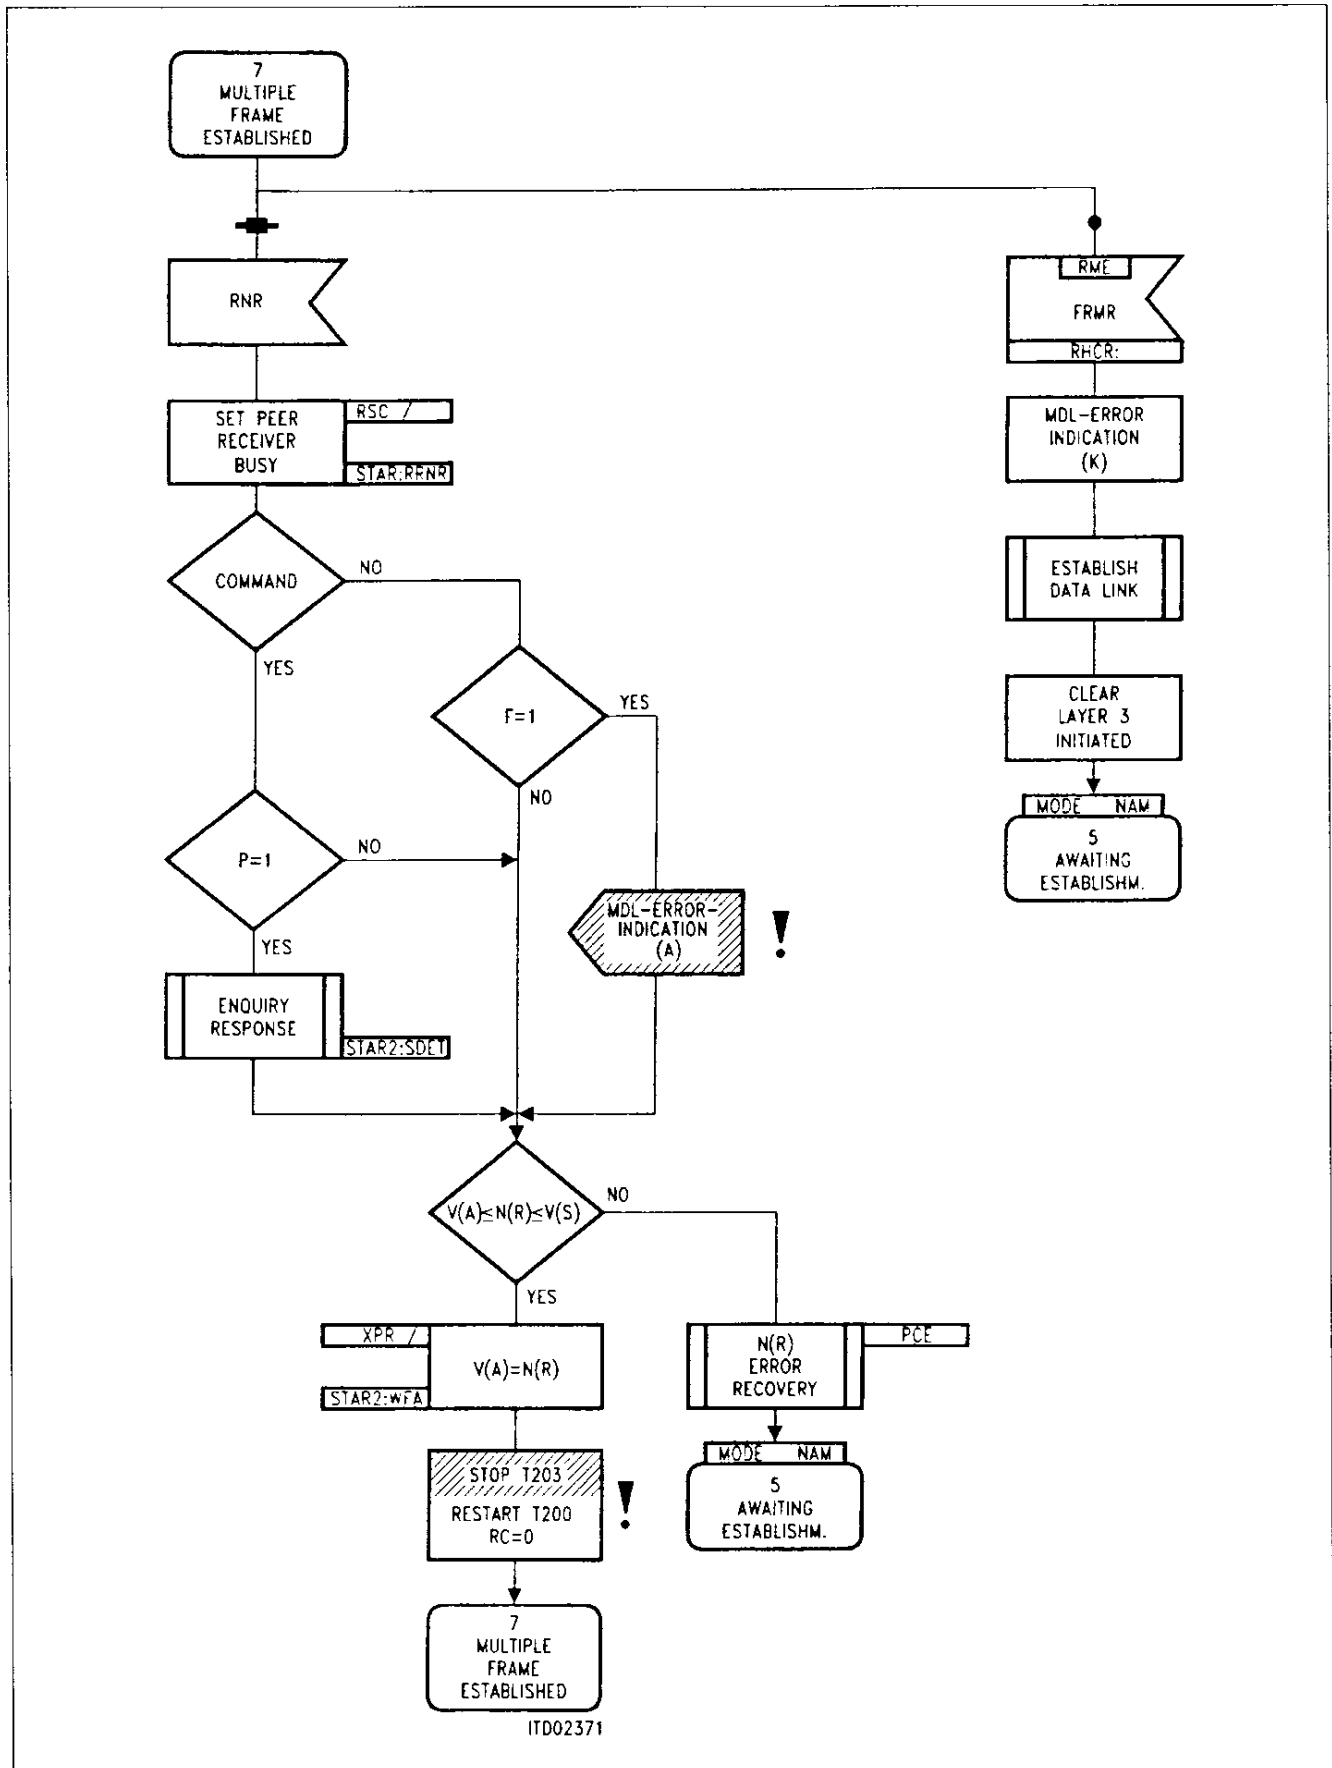 7
MULTIPLE
FRAME
ESTABLISHED
RNR
RME
FRMR
RHCR:
SET PEER
RECEIVER
BUSY
RSC /
STAR:RRNR
MDL-ERROR
INDICATION
(K)
COMMAND
NO
YES
ESTABLISH
DATA LINK
F=1
YES
NO
CLEAR
LAYER 3
INITIATED
MODE NAM
5
AWAITING
ESTABLISHM.
P=1
NO
YES
MDL-ERROR-
INDICATION
(A)
!
ENQUIRY
RESPONSE
STAR2:SDET
V(A)≤N(R)≤V(S)
NO
YES
XPR /
V(A)=N(R)
STAR2:WFA
N(R)
ERROR
RECOVERY
PCE
STOP T203
RESTART T200
RC=0
!
MODE NAM
5
AWAITING
ESTABLISHM.
7
MULTIPLE
FRAME
ESTABLISHED
ITD02371